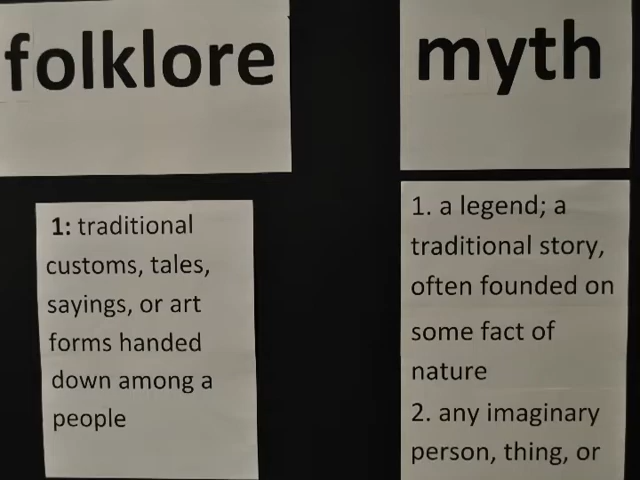 folklore
1: traditional
customs, tales,
sayings, or art
forms handed
down among a
people
myth
1. a legend; a
traditional story,
often founded on
some fact of
nature
2. any imaginary
person, thing, or